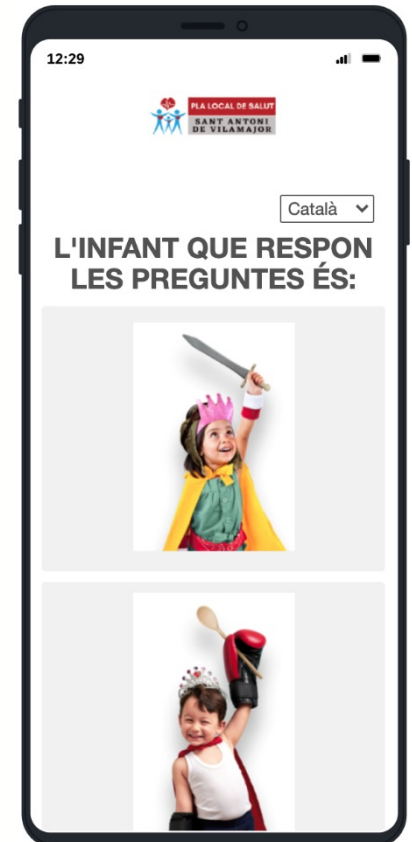 12:29
PLA LOCAL DE SALUT
SANT ANTONI
DE VILAMAJOR
Català
L'INFANT QUE RESPON
LES PREGUNTES ÉS: